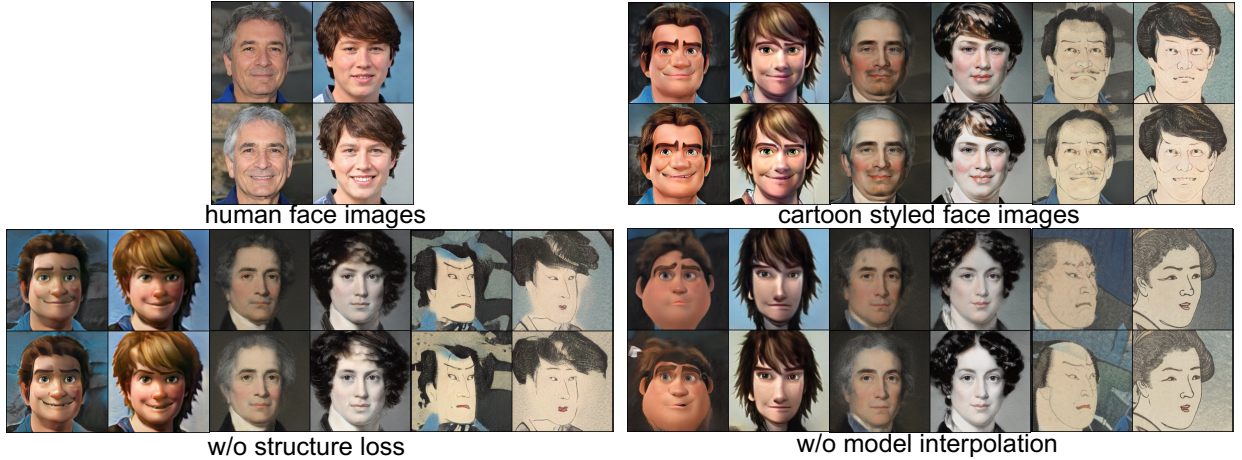 human face images
cartoon styled face images
w/o structure loss
w/o model interpolation